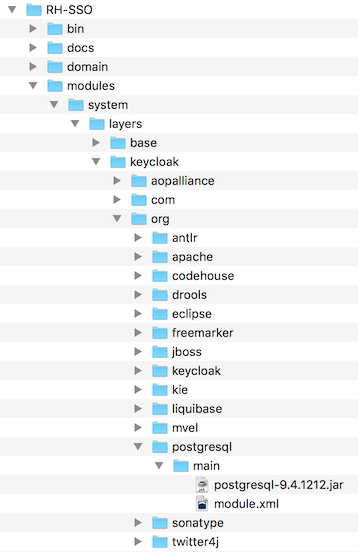 RH-SSO
bin
docs
domain
modules
system
layers
base
keycloak
aopalliance
com
org
antlr
apache
codehouse
drools
eclipse
freemarker
jboss
keycloak
kie
liquibase
mvel
postgresql
main
postgresql-9.4.1212.jar
module.xml
sonatype
twitter4j